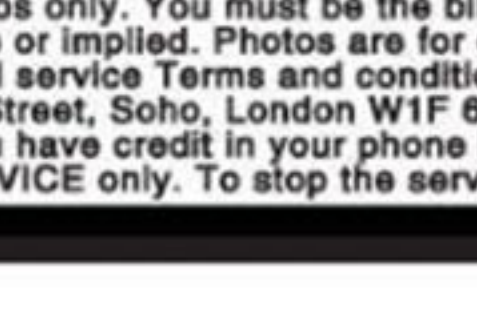 os only. You must be the bi
or implied. Photos are for
service Terms and conditi
Street, Soho, London W1F 6
have credit in your phone
VICE only. To stop the serv